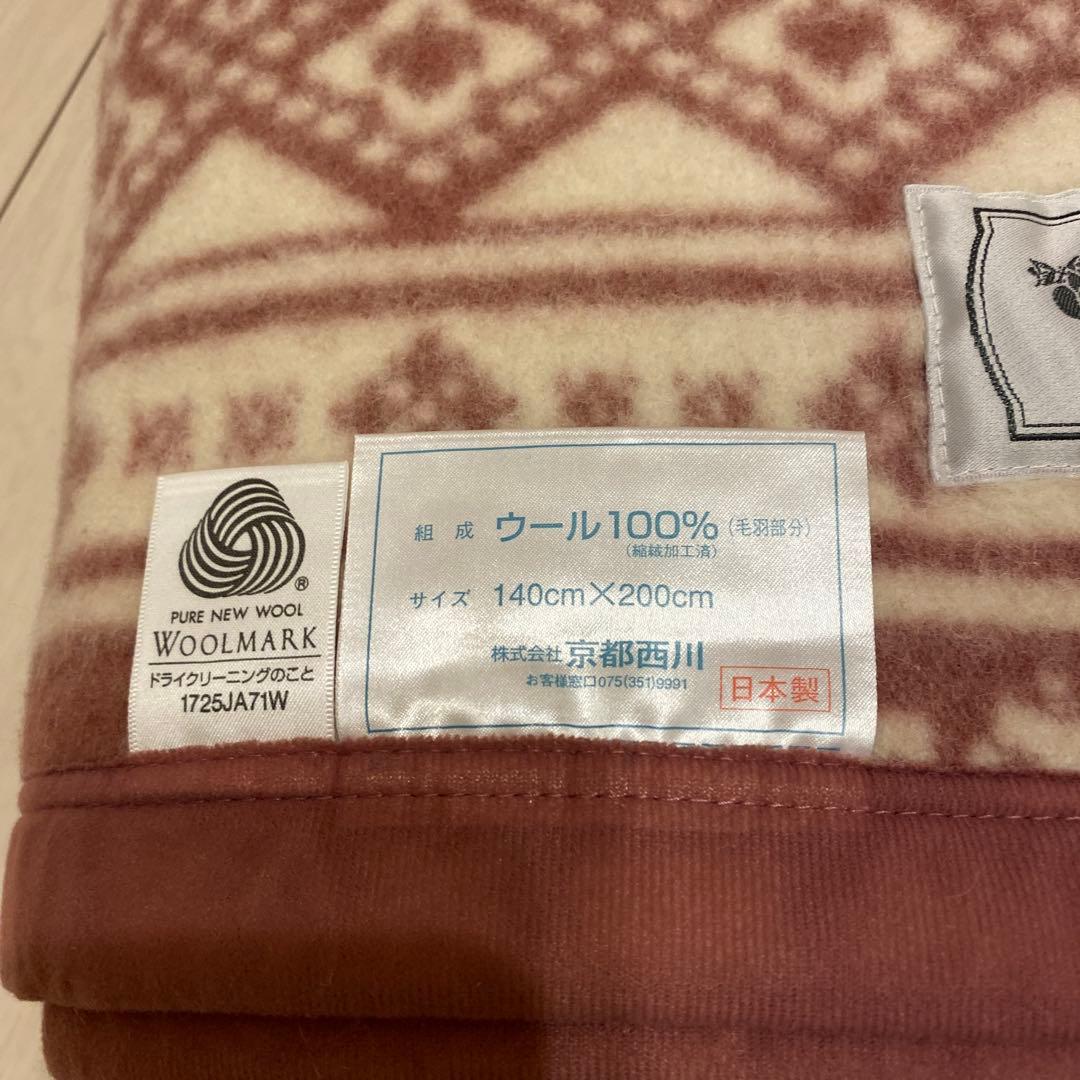 ®
PURE NEW WOOL
WOOLMARK
ドライクリーニングのこと
1725JA71W
組成 ウール100%(毛羽部分)
(縮絨加工済)
サイズ 140cm×200cm
株式会社 京都西川
お客様窓口075(351)9991
日本製